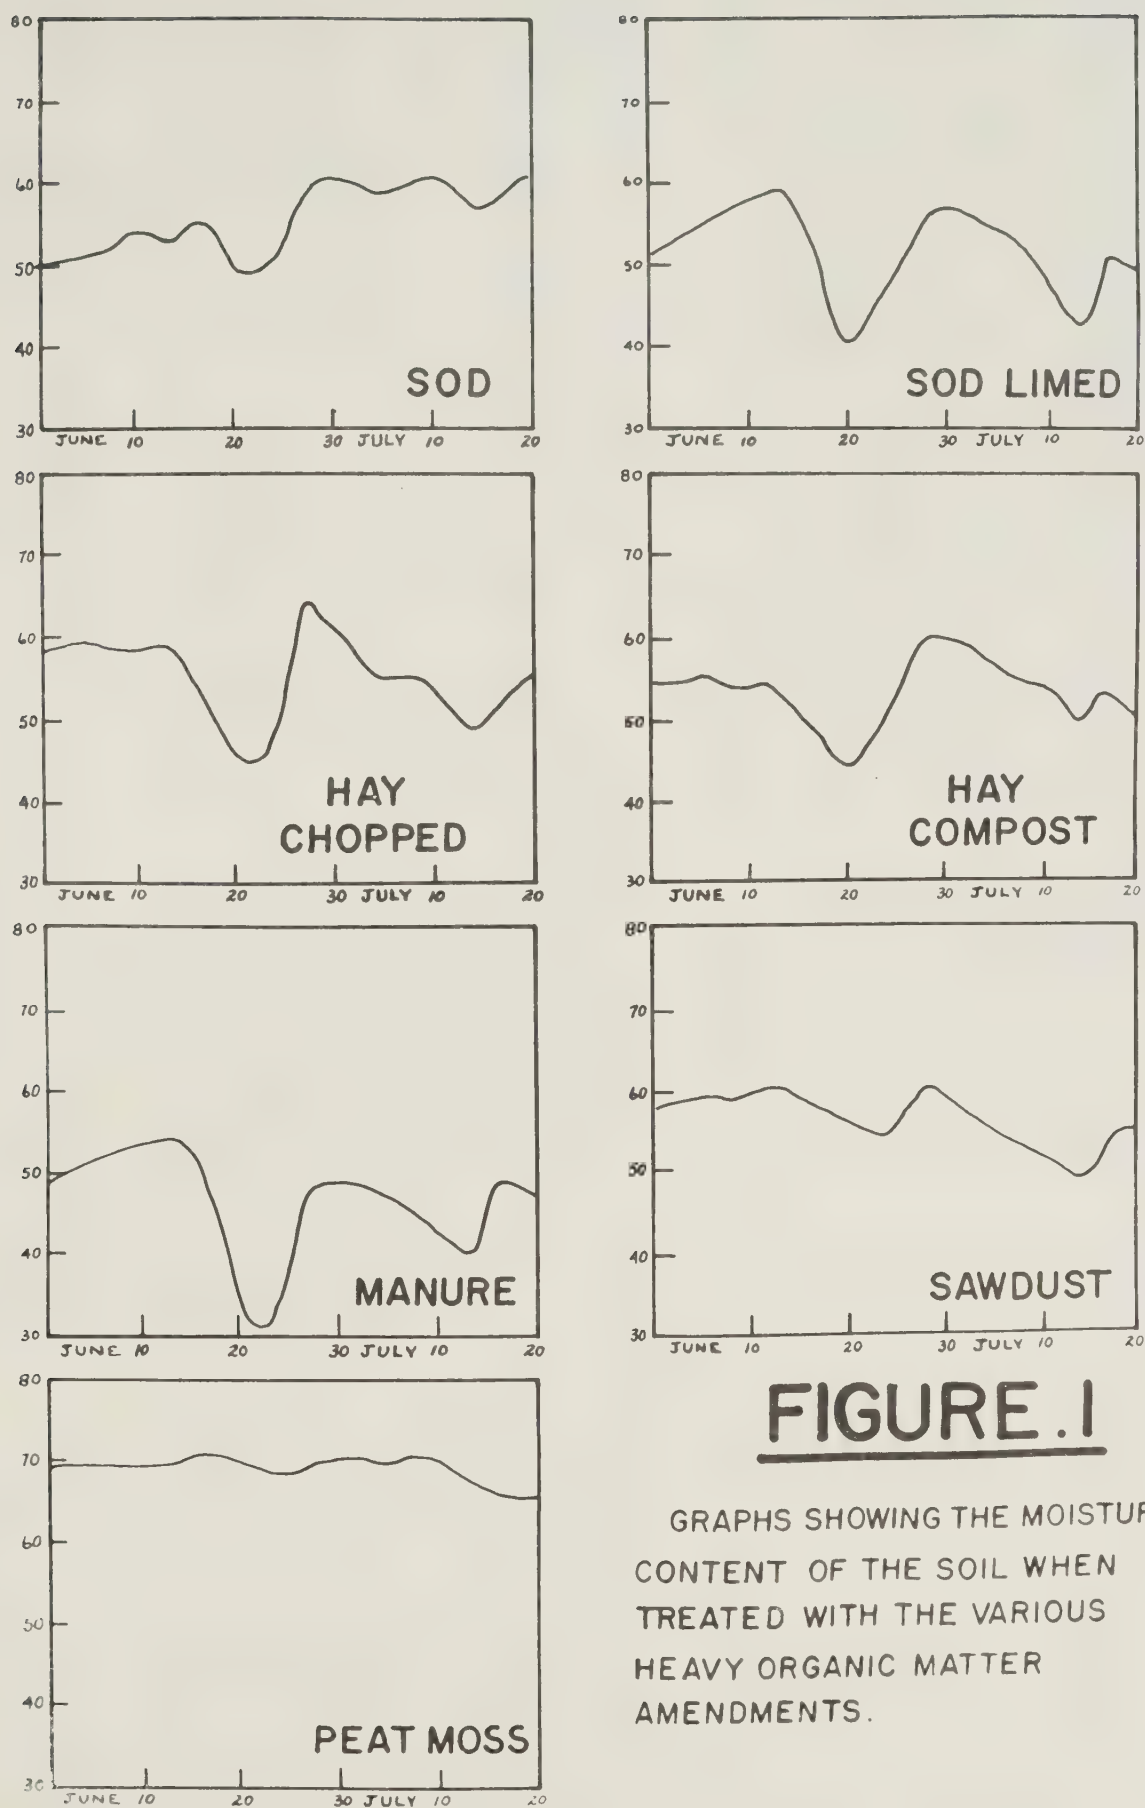 80
70
60
50
40
30
SOD
JUNE 10 20 30 JULY 10 20
80
70
60
50
40
30
SOD LIMED
JUNE 10 20 30 JULY 10 20
80
70
60
50
40
30
HAY
CHOPPED
JUNE 10 20 30 JULY 10 20
80
70
60
50
40
30
HAY
COMPOST
JUNE 10 20 30 JULY 10 20
80
70
60
50
40
30
MANURE
JUNE 10 20 30 JULY 10 20
80
70
60
50
40
30
SAWDUST
JUNE 10 20 30 JULY 10 20
80
70
60
50
40
30
PEAT MOSS
JUNE 10 20 30 JULY 10 20
FIGURE.1
GRAPHS SHOWING THE
CONTENT OF THE SOIL WHEN
TREATED WITH THE VARIOUS
HEAVY ORGANIC MATTER
AMENDMENTS.